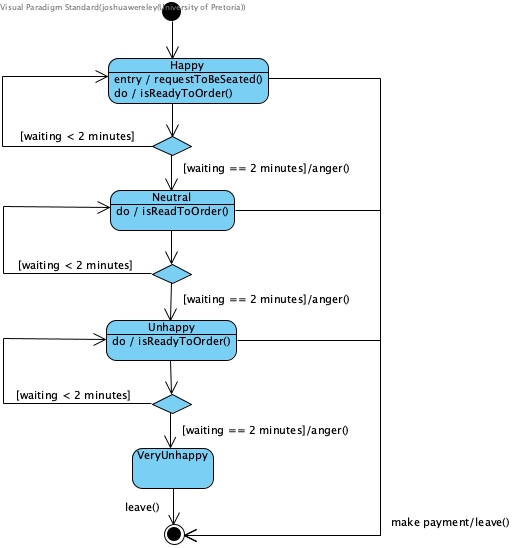 Visual Paradigm Standard(joshuawereley(University of Pretoria))
Happy
entry / requestToBeSeated()
do / isReadyToOrder()
[waiting < 2 minutes]
[waiting == 2 minutes]/anger()
Neutral
do / isReadToOrder()
[waiting < 2 minutes]
[waiting == 2 minutes]/anger()
Unhappy
do / isReadyToOrder()
[waiting < 2 minutes]
[waiting == 2 minutes]/anger()
VeryUnhappy
leave()
make payment/leave()